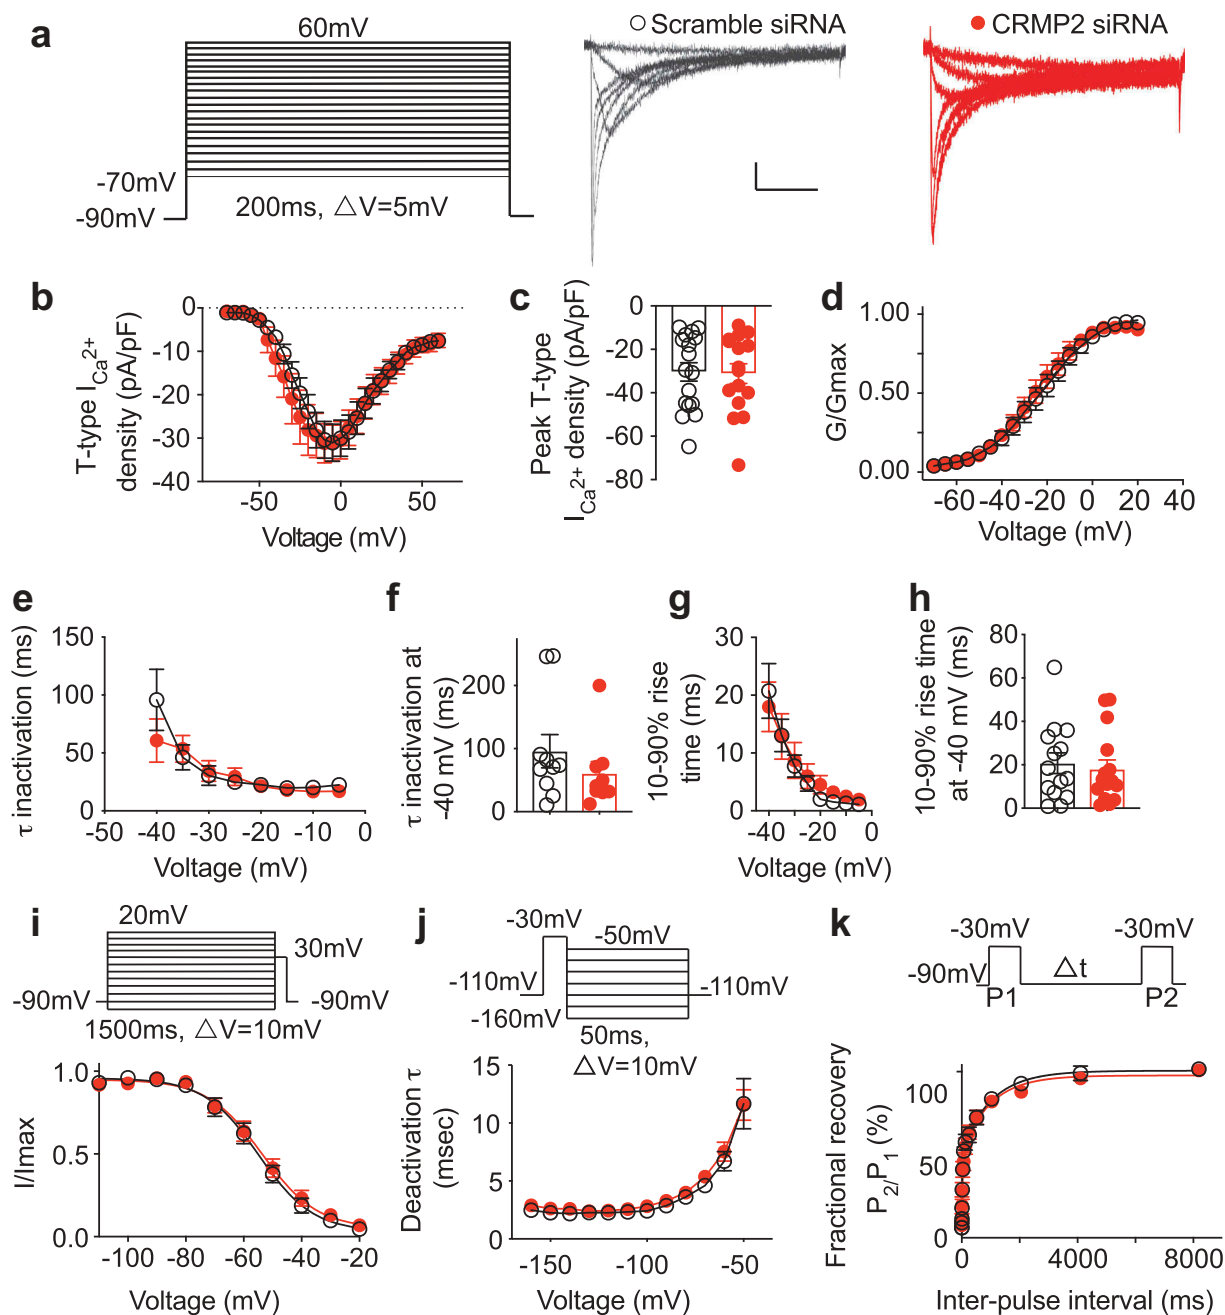 a
60mV
-70mV
-90mV
200ms, △V=5mV
Scramble siRNA
CRMP2 siRNA
b
T-type I Ca2+
density (pA/pF)
0
-10
-20
-30
-40
-50
0
50
Voltage (mV)
c
Peak T-type
I Ca2+ density (pA/pF)
0
-20
-40
-60
-80
d
G/Gmax
1.00
0.50
0.00
-60
-40
-20
0
20
40
Voltage (mV)
e
τ inactivation (ms)
150
100
50
0
-50
-40
-30
-20
-10
0
Voltage (mV)
f
τ inactivation at
-40 mV (ms)
200
100
0
g
10-90% rise
time (ms)
30
20
10
0
-40
-20
0
Voltage (mV)
h
10-90% rise time
at -40 mV (ms)
80
60
40
20
0
i
20mV
30mV
-90mV
-90mV
1500ms, △V=10mV
I/Imax
1.0
0.5
0.0
-100
-80
-60
-40
-20
Voltage (mV)
j
-30mV
-50mV
-110mV
-110mV
-160mV
50ms,
△V=10mV
Deactivation τ
(msec)
15
10
5
0
-150
-100
-50
Voltage (mV)
k
-30mV
-30mV
-90mV
△t
P1
P2
Fractional recovery
P2/P1 (%)
100
50
0
0
4000
8000
Inter-pulse interval (ms)